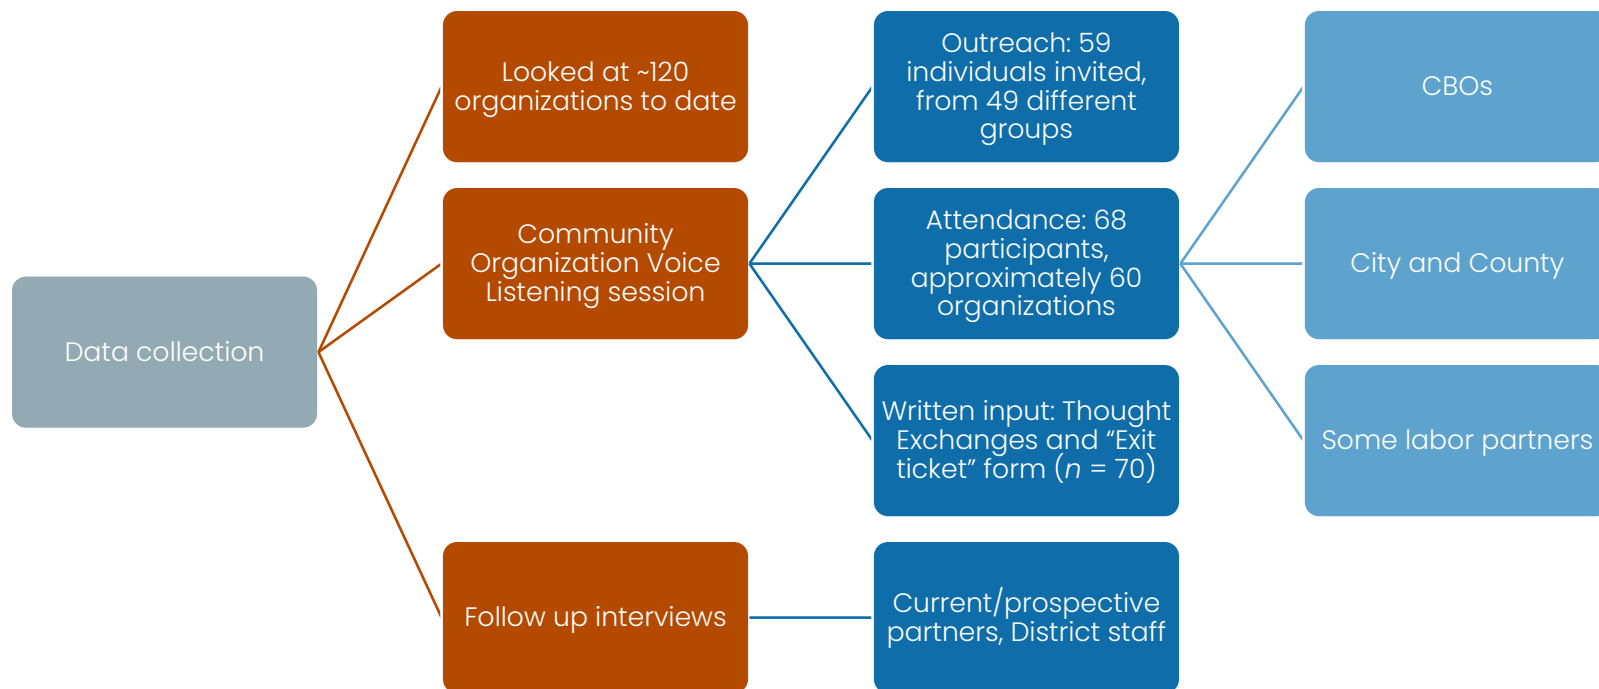 Data collection
Looked at ~120
organizations to date
Community
Organization Voice
Listening session
Follow up interviews
Outreach: 59
individuals invited,
from 49 different
groups
Attendance: 68
participants,
approximately 60
organizations
Written input: Thought
Exchanges and “Exit
ticket” form (n = 70)
Current/prospective
partners, District staff
CBOs
City and County
Some labor partners